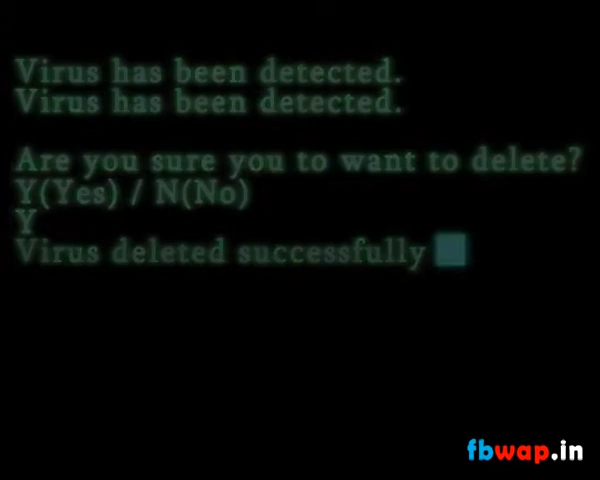 Virus has been detected.
Virus has been detected.
Are you sure you to want to delete?
Y(Yes) / N(No)
Y
Virus deleted successfully
fbwap.in